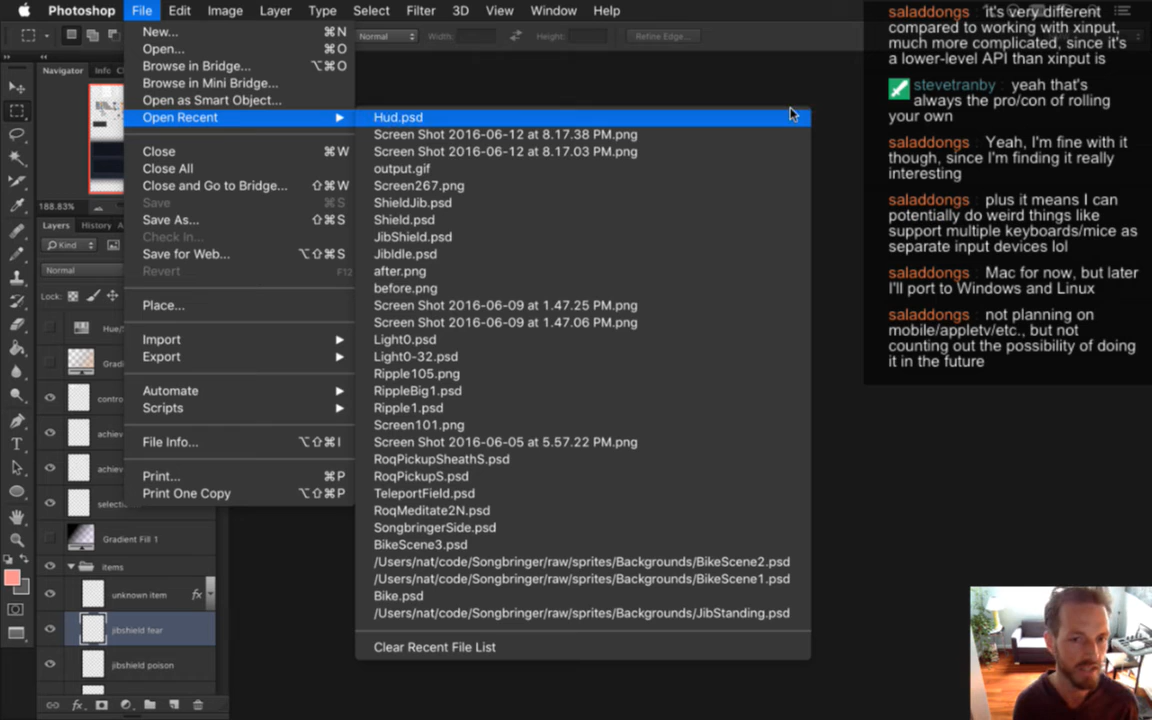 Photoshop File Edit Image Layer Type Select Filter 3D View Window Help
Normal Width: Height: Refine Edge...
Navigator Info
188.83%
Layers History
Kind
Normal
Lock:
Hue/
Gradi
contro
achiev
achiev
selecti
Gradient Fill 1
items
unknown item fx
jibshield fear
jibshield poison
New... ⌘N
Open... ⌘O
Browse in Bridge... ⌥⌘O
Browse in Mini Bridge...
Open as Smart Object...
Open Recent
Close ⌘W
Close All
Close and Go to Bridge... ⇧⌘W
Save ⌘S
Save As... ⇧⌘S
Check In...
Save for Web... ⌥⇧⌘S
Revert F12
Place...
Import
Export
Automate
Scripts
File Info... ⌥⇧⌘I
Print... ⌘P
Print One Copy ⌥⇧⌘P
Hud.psd
Screen Shot 2016-06-12 at 8.17.38 PM.png
Screen Shot 2016-06-12 at 8.17.03 PM.png
output.gif
Screen267.png
ShieldJib.psd
Shield.psd
JibShield.psd
JibIdle.psd
after.png
before.png
Screen Shot 2016-06-09 at 1.47.25 PM.png
Screen Shot 2016-06-09 at 1.47.06 PM.png
Light0.psd
Light0-32.psd
Ripple105.png
RippleBig1.psd
Ripple1.psd
Screen101.png
Screen Shot 2016-06-05 at 5.57.22 PM.png
RoqPickupSheathS.psd
RoqPickupS.psd
TeleportField.psd
RoqMeditate2N.psd
SongbringerSide.psd
BikeScene3.psd
/Users/nat/code/Songbringer/raw/sprites/Backgrounds/BikeScene2.psd
/Users/nat/code/Songbringer/raw/sprites/Backgrounds/BikeScene1.psd
Bike.psd
/Users/nat/code/Songbringer/raw/sprites/Backgrounds/JibStanding.psd
Clear Recent File List
saladdongs : it's very different
compared to working with xinput,
much more complicated, since it's
a lower-level API than xinput is
stevetranby : yeah that's
always the pro/con of rolling
your own
saladdongs : Yeah, I'm fine with it
though, since I'm finding it really
interesting
saladdongs : plus it means I can
potentially do weird things like
support multiple keyboards/mice as
separate input devices lol
saladdongs : Mac for now, but later
I'll port to Windows and Linux
saladdongs : not planning on
mobile/appletv/etc., but not
counting out the possibility of doing
it in the future